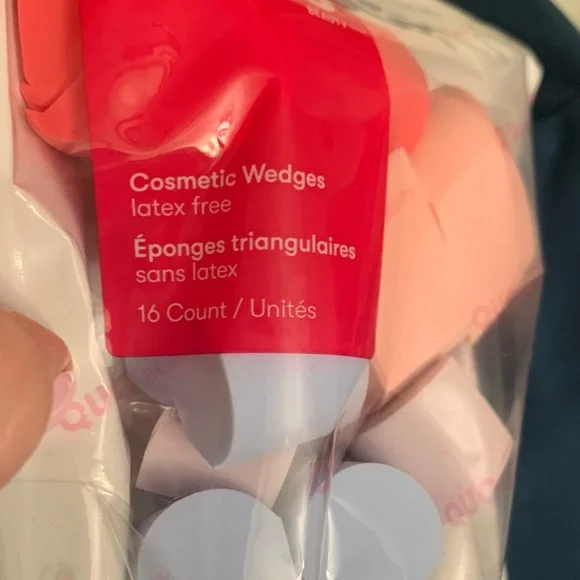 Cosmetic Wedges
latex free
Éponges triangulaires
sans latex
16 Count / Unités